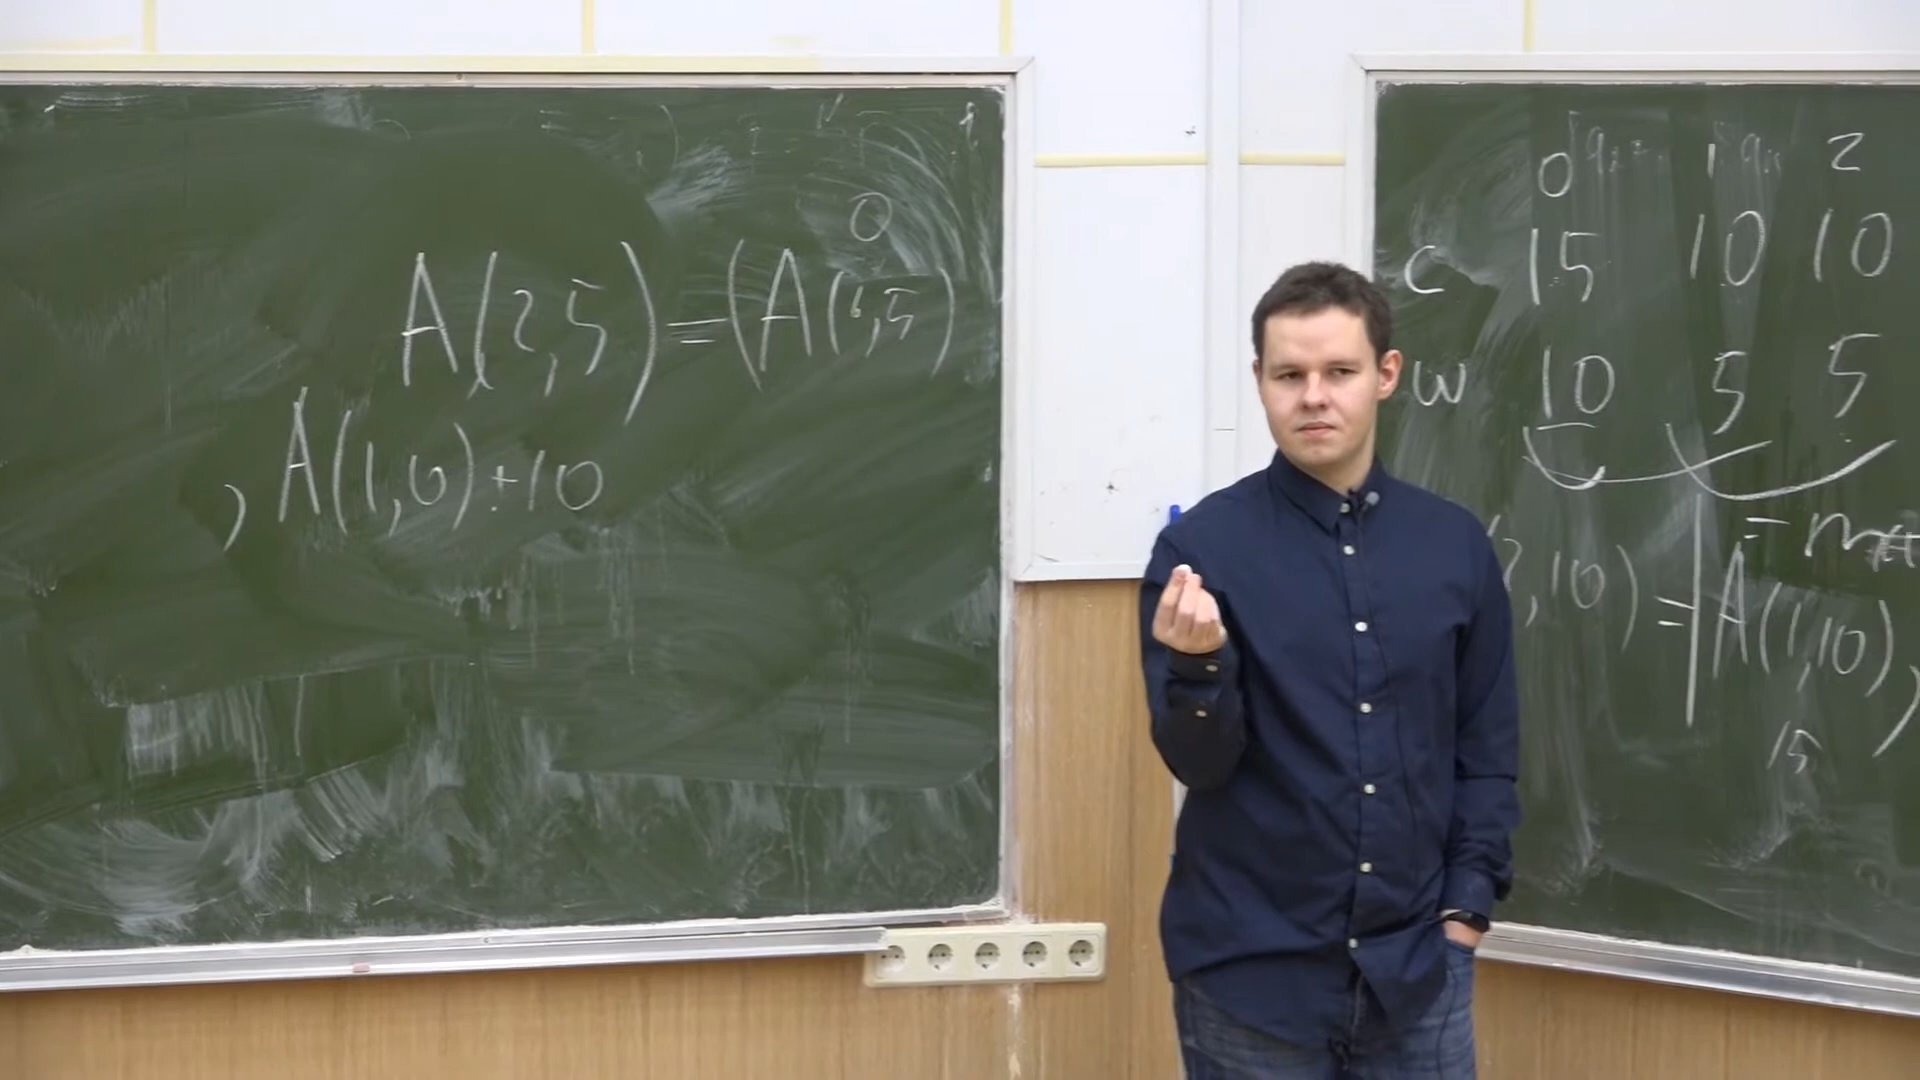 0
A(2,5)=(A(1,5)
,A(1,0)+10
0 1 2
c 15 10 10
w 10 5 5
,10)=|A(1,10),
15